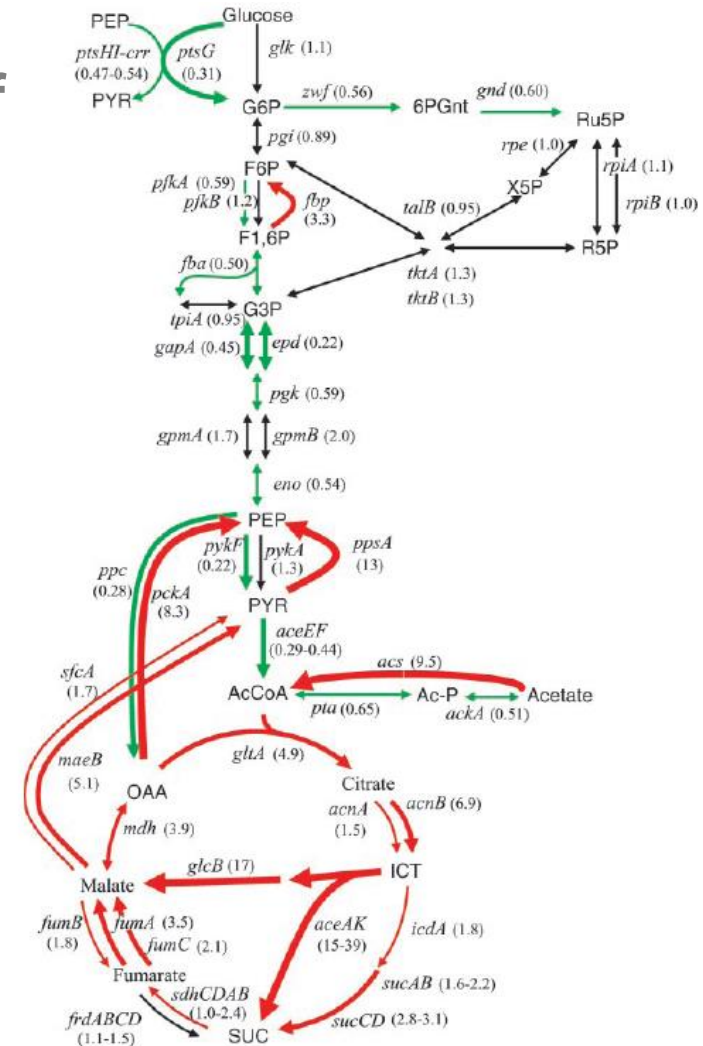 PEP
Glucose
ptsHI-crr
(0.47-0.54)
ptsG
(0.31)
glk (1.1)
PYR
G6P
zwf (0.56)
6PGnt
gnd (0.60)
Ru5P
pgi (0.89)
rpe (1.0)
rpiA (1.1)
F6P
pfkA (0.59)
pfkB (1.2)
fbp
(3.3)
X5P
talB (0.95)
rpiB (1.0)
F1,6P
R5P
fba (0.50)
tktA (1.3)
tktB (1.3)
G3P
tpiA (0.95)
gapA (0.45)
epd (0.22)
pgk (0.59)
gpmA (1.7)
gpmB (2.0)
eno (0.54)
PEP
pykF
(0.22)
pykA
(1.3)
ppsA
(13)
ppc
(0.28)
pckA
(8.3)
PYR
aceEF
(0.29-0.44)
sfcA
(1.7)
acs (9.5)
AcCoA
pta (0.65)
Ac-P
ackA (0.51)
Acetate
maeB
(5.1)
gltA (4.9)
OAA
Citrate
acnA
(1.5)
acnB (6.9)
mdh (3.9)
glcB (17)
ICT
Malate
fumB
(1.8)
fumA (3.5)
fumC (2.1)
aceAK
(15-39)
icdA (1.8)
Fumarate
sucAB (1.6-2.2)
sdhCDAB
(1.0-2.4)
frdABCD
(1.1-1.5)
SUC
sucCD (2.8-3.1)